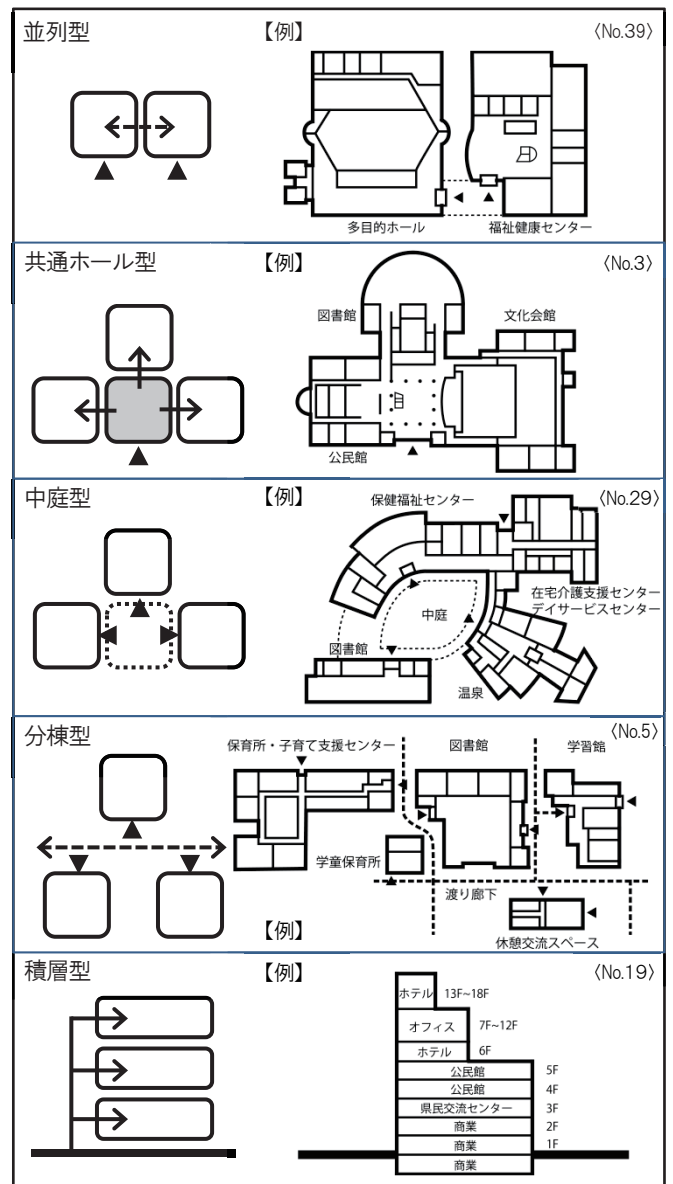 並列型
【例】
〈No.39〉
多目的ホール
福祉健康センター
共通ホール型
【例】
〈No.3〉
図書館
文化会館
公民館
中庭型
【例】
〈No.29〉
保健福祉センター
在宅介護支援センター
デイサービスセンター
中庭
図書館
温泉
分棟型
〈No.5〉
保育所・子育て支援センター
図書館
学習館
学童保育所
渡り廊下
【例】
休憩交流スペース
積層型
【例】
〈No.19〉
ホテル 13F~18F
オフィス 7F~12F
ホテル 6F
公民館 5F
公民館 4F
県民交流センター 3F
商業 2F
商業 1F
商業